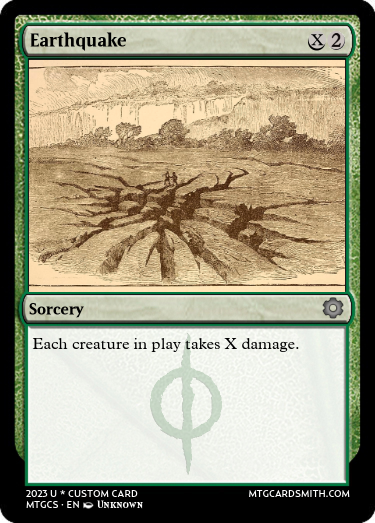 Earthquake X 2
Sorcery
Each creature in play takes X damage.
2023 U * CUSTOM CARD MTGCARDSMITH.COM
MTGCS · EN UNKNOWN